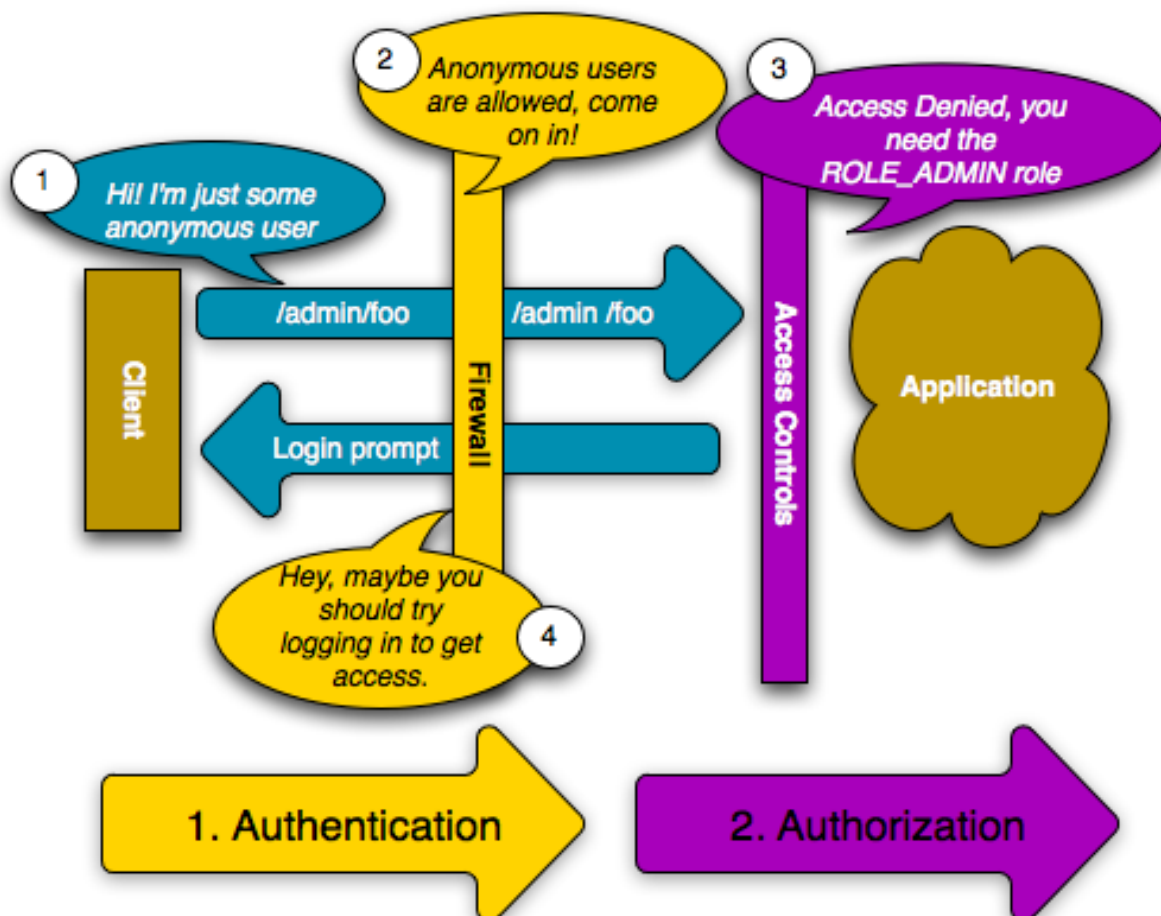 1
Hi! I'm just some
anonymous user
2
Anonymous users
are allowed, come
on in!
3
Access Denied, you
need the
ROLE_ADMIN role
Client
/admin/foo
/admin /foo
Login prompt
Firewall
Access Controls
Application
Hey, maybe you
should try
logging in to get
access.
4
1. Authentication
2. Authorization